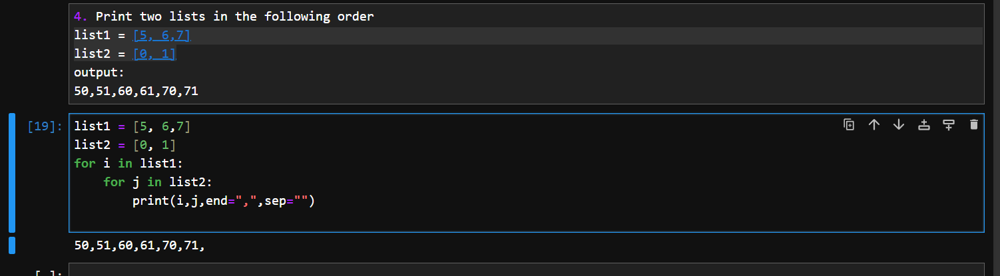 4. Print two lists in the following order
list1 = [5, 6,7]
list2 = [0, 1]
output:
50,51,60,61,70,71
[19]:
list1 = [5, 6,7]
list2 = [0, 1]
for i in list1:
    for j in list2:
        print(i,j,end=",",sep="")
50,51,60,61,70,71,
[ ]: